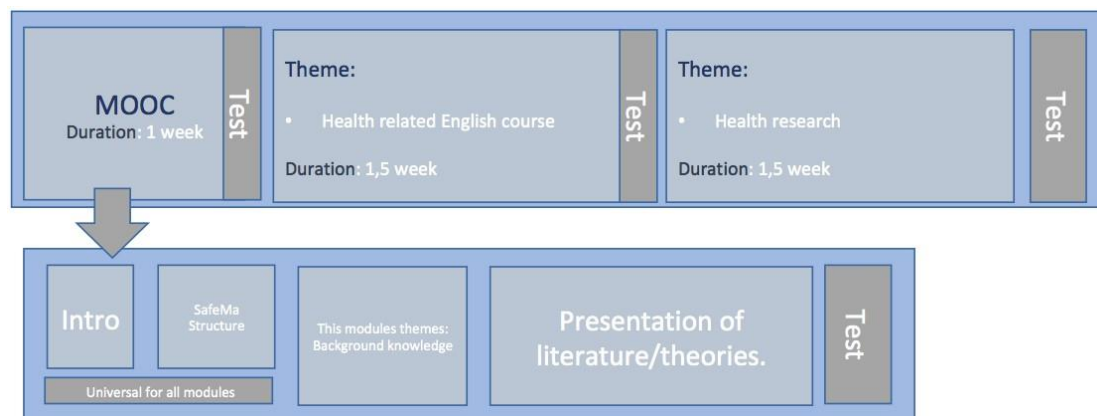 MOOC
Duration: 1 week
Test
Theme:
• Health related English course
Duration: 1,5 week
Test
Theme:
• Health research
Duration: 1,5 week
Test
Intro
SafeMa
Structure
Universal for all modules
This modules themes:
Background knowledge
Presentation of
literature/theories.
Test